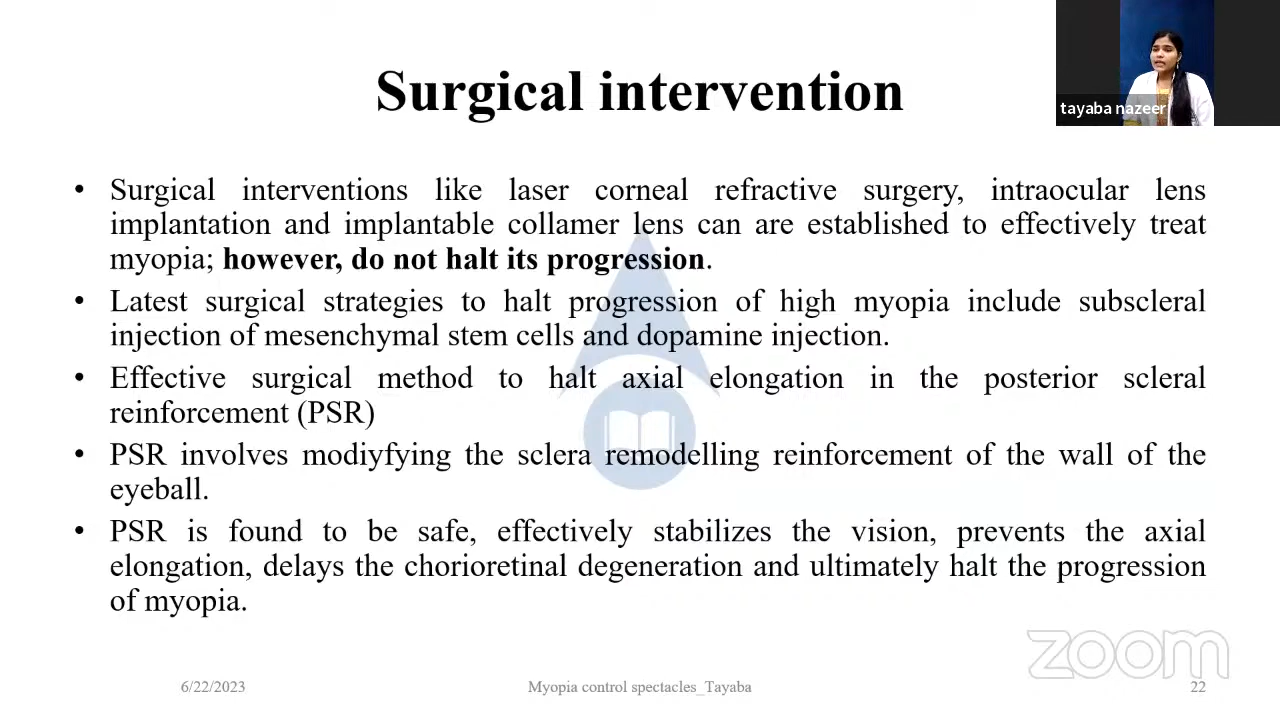 Surgical intervention
tayaba nazeer
• Surgical interventions like laser corneal refractive surgery, intraocular lens
implantation and implantable collamer lens can are established to effectively treat
myopia; however, do not halt its progression.
• Latest surgical strategies to halt progression of high myopia include subscleral
injection of mesenchymal stem cells and dopamine injection.
• Effective surgical method to halt axial elongation in the posterior scleral
reinforcement (PSR)
• PSR involves modiyfying the sclera remodelling reinforcement of the wall of the
eyeball.
• PSR is found to be safe, effectively stabilizes the vision, prevents the axial
elongation, delays the chorioretinal degeneration and ultimately halt the progression
of myopia.
zoom
6/22/2023
Myopia control spectacles_Tayaba
22